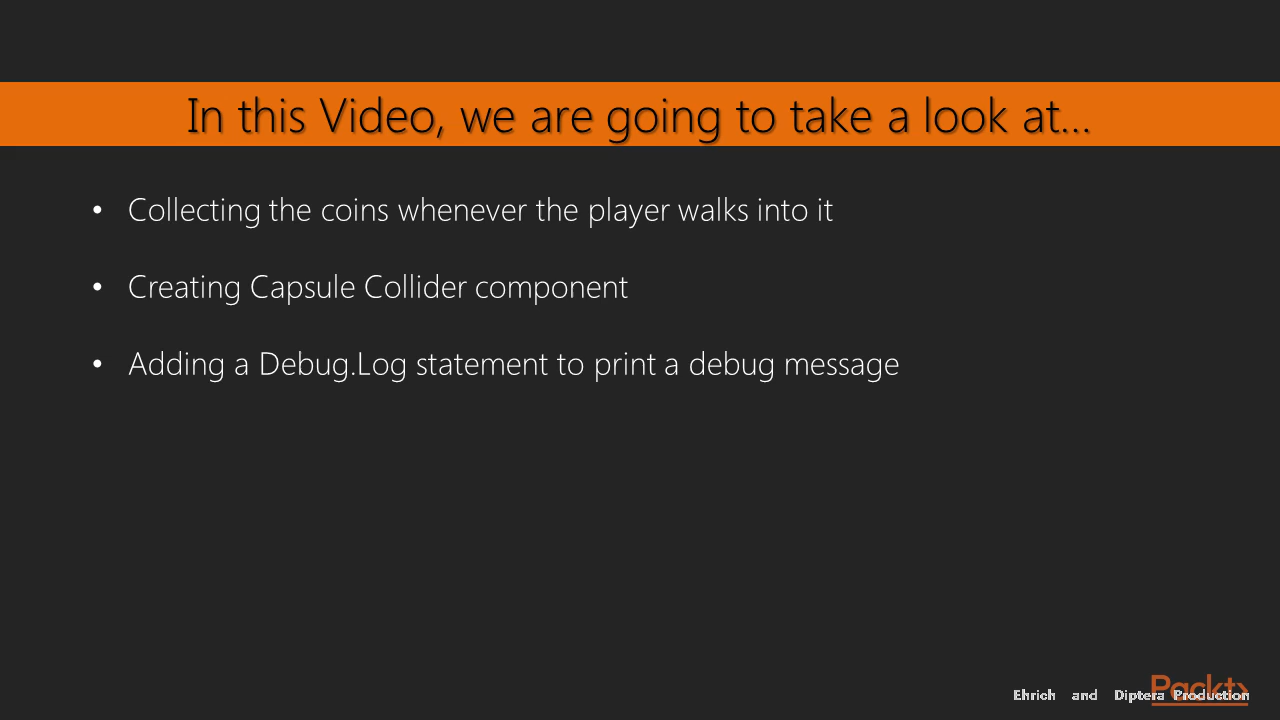 In this Video, we are going to take a look at...
• Collecting the coins whenever the player walks into it
• Creating Capsule Collider component
• Adding a Debug.Log statement to print a debug message
Packt>
Ehrich and Diptera Production